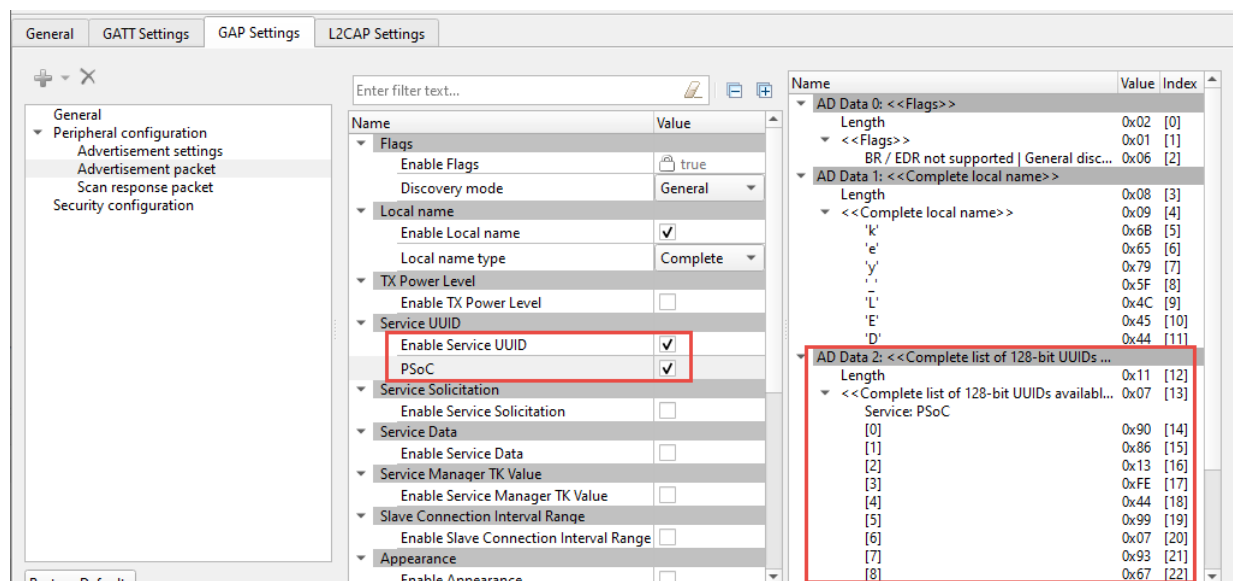 General GATT Settings GAP Settings L2CAP Settings
General
Peripheral configuration
Advertisement settings
Advertisement packet
Scan response packet
Security configuration
Enter filter text...
Name Value
Flags
Enable Flags true
Discovery mode General
Local name
Enable Local name
Local name type Complete
TX Power Level
Enable TX Power Level
Service UUID
Enable Service UUID
PSoC
Service Solicitation
Enable Service Solicitation
Service Data
Enable Service Data
Service Manager TK Value
Enable Service Manager TK Value
Slave Connection Interval Range
Enable Slave Connection Interval Range
Appearance
Enable Appearance
Name Value Index
AD Data 0: <<Flags>>
Length 0x02 [0]
<<Flags>> 0x01 [1]
BR / EDR not supported | General disc... 0x06 [2]
AD Data 1: <<Complete local name>>
Length 0x08 [3]
<<Complete local name>> 0x09 [4]
'k' 0x6B [5]
'e' 0x65 [6]
'y' 0x79 [7]
'_' 0x5F [8]
'L' 0x4C [9]
'E' 0x45 [10]
'D' 0x44 [11]
AD Data 2: <<Complete list of 128-bit UUIDs ...
Length 0x11 [12]
<<Complete list of 128-bit UUIDs availabl... 0x07 [13]
Service: PSoC
[0] 0x90 [14]
[1] 0x86 [15]
[2] 0x13 [16]
[3] 0xFE [17]
[4] 0x44 [18]
[5] 0x99 [19]
[6] 0x07 [20]
[7] 0x93 [21]
[8] 0x67 [22]